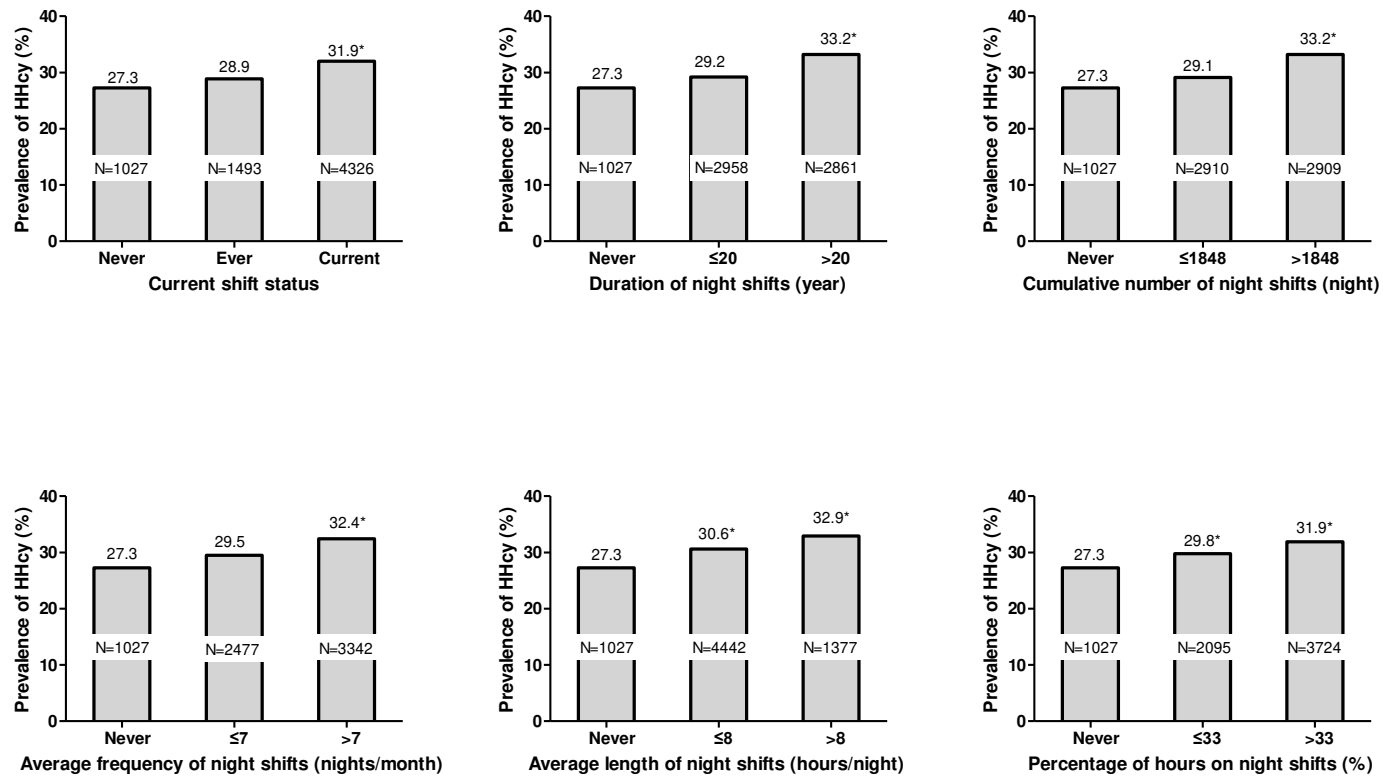 Prevalence of HHcy (%)
40
30
20
10
0
27.3
28.9
31.9*
N=1027
N=1493
N=4326
Never
Ever
Current
Current shift status
Prevalence of HHcy (%)
40
30
20
10
0
27.3
29.2
33.2*
N=1027
N=2958
N=2861
Never
≤20
>20
Duration of night shifts (year)
Prevalence of HHcy (%)
40
30
20
10
0
27.3
29.1
33.2*
N=1027
N=2910
N=2909
Never
≤1848
>1848
Cumulative number of night shifts (night)
Prevalence of HHcy (%)
40
30
20
10
0
27.3
29.5
32.4*
N=1027
N=2477
N=3342
Never
≤7
>7
Average frequency of night shifts (nights/month)
Prevalence of HHcy (%)
40
30
20
10
0
27.3
30.6*
32.9*
N=1027
N=4442
N=1377
Never
≤8
>8
Average length of night shifts (hours/night)
Prevalence of HHcy (%)
40
30
20
10
0
27.3
29.8*
31.9*
N=1027
N=2095
N=3724
Never
≤33
>33
Percentage of hours on night shifts (%)